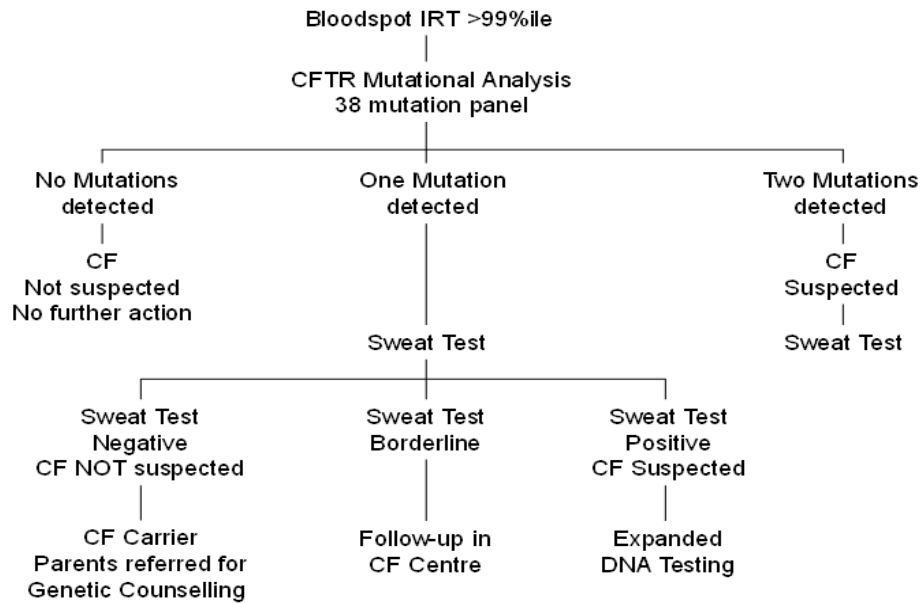 Bloodspot IRT >99%ile
CFTR Mutational Analysis
38 mutation panel
No Mutations
detected
One Mutation
detected
Two Mutations
detected
CF
Not suspected
No further action
CF
Suspected
Sweat Test
Sweat Test
Sweat Test
Negative
CF NOT suspected
Sweat Test
Borderline
Sweat Test
Positive
CF Suspected
CF Carrier
Parents referred for
Genetic Counselling
Follow-up in
CF Centre
Expanded
DNA Testing